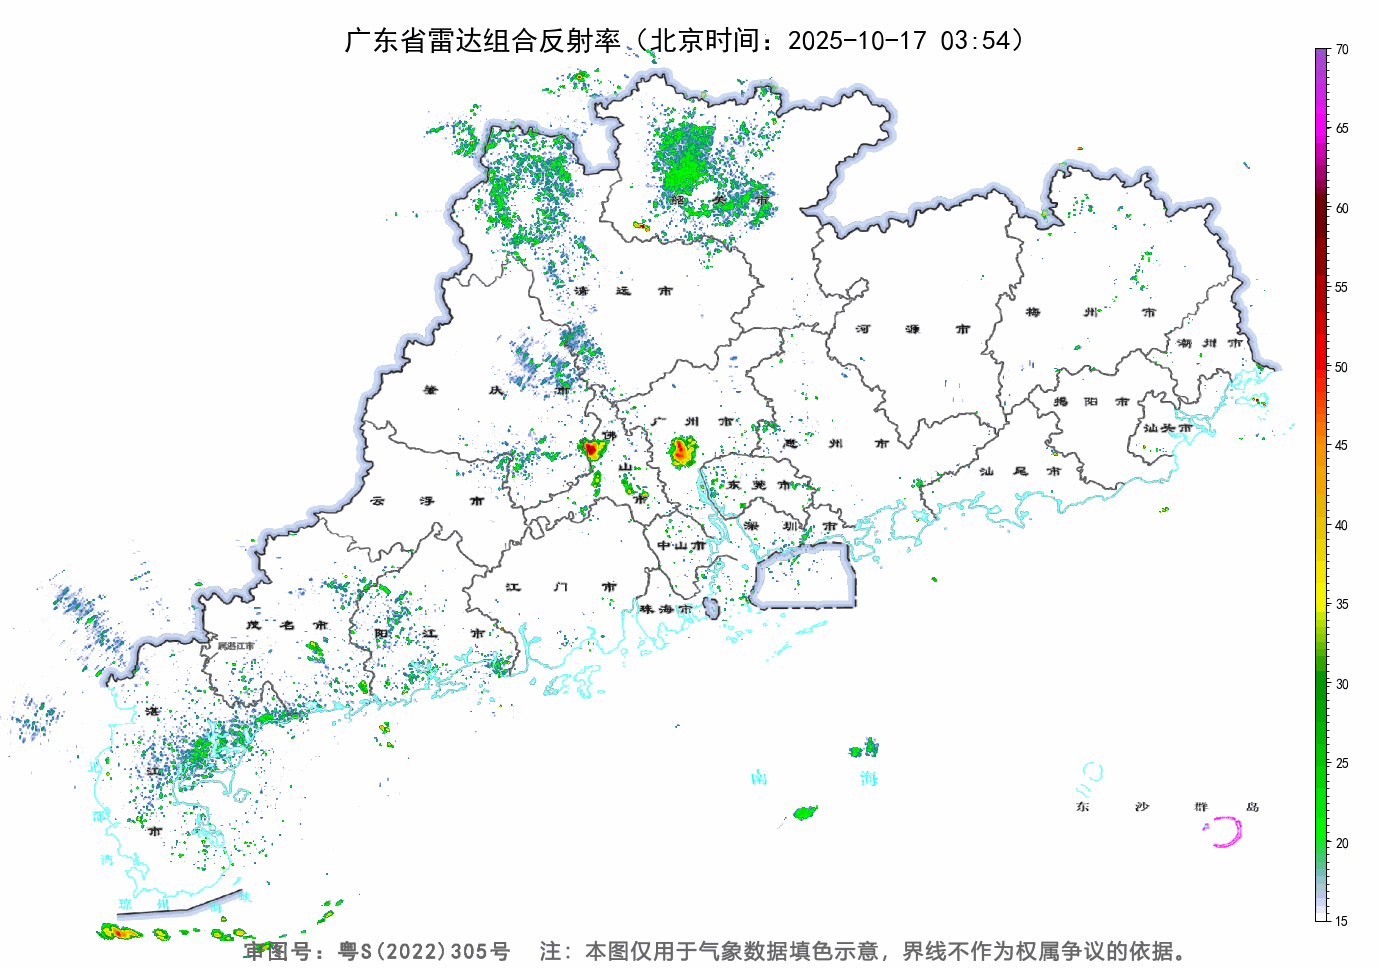 广东省雷达组合反射率（北京时间：2025-10-17 03:54）
70
65
60
55
50
45
40
35
30
25
20
15
韶关市
清远市
河源市
梅州市
潮州市
肇庆市
揭阳市
汕头市
广州市
佛山市
惠州市
汕尾市
东莞市
云浮市
深圳市
中山市
江门市
珠海市
茂名市
阳江市
属湛江市
湛江市
北部湾
南海
东沙群岛
琼州海峡
审图号：粤S(2022)305号 注：本图仅用于气象数据填色示意，界线不作为权属争议的依据。